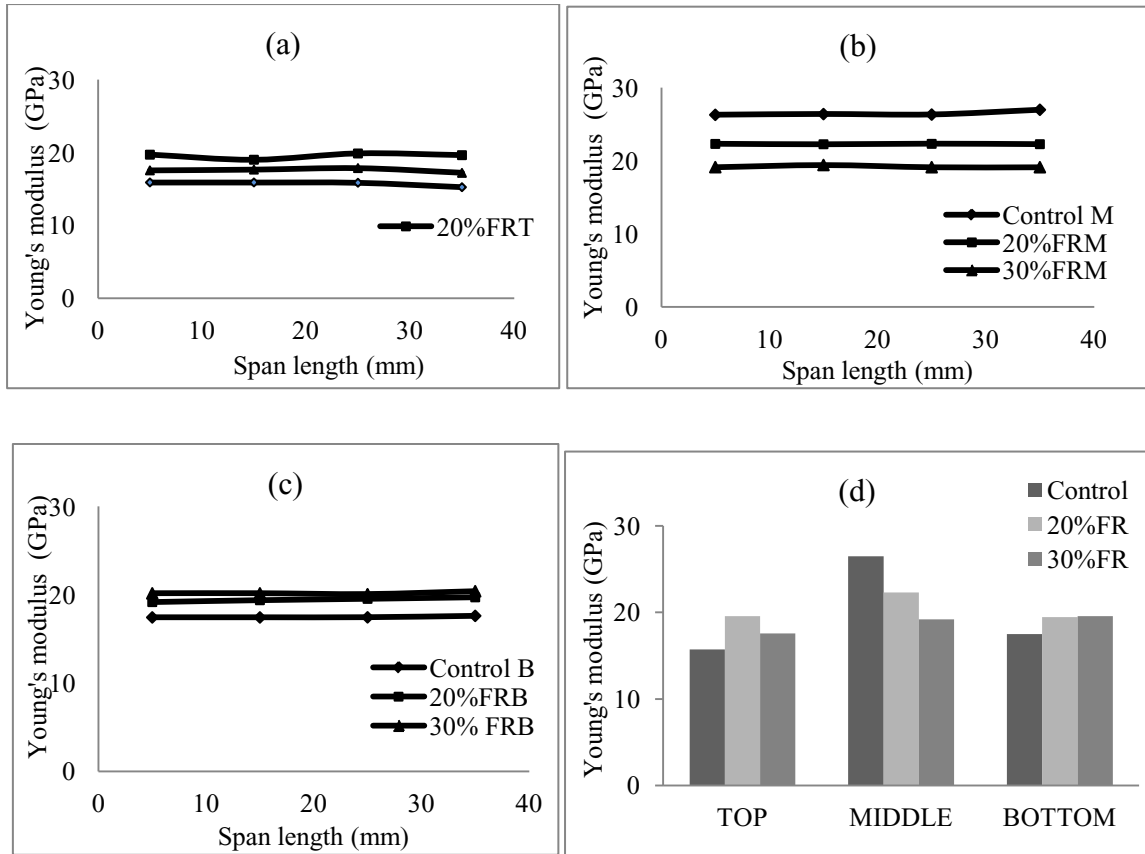 (a)
Young's modulus (GPa)
30
20
10
0
20%FRT
0 10 20 30 40
Span length (mm)
(b)
Young's modulus (GPa)
30
20
10
0
Control M
20%FRM
30%FRM
0 10 20 30 40
Span length (mm)
(c)
Young's modulus (GPa)
30
20
10
0
Control B
20%FRB
30% FRB
0 10 20 30 40
Span length (mm)
(d)
Young's modulus (GPa)
Control
20%FR
30%FR
30
20
10
0
TOP MIDDLE BOTTOM